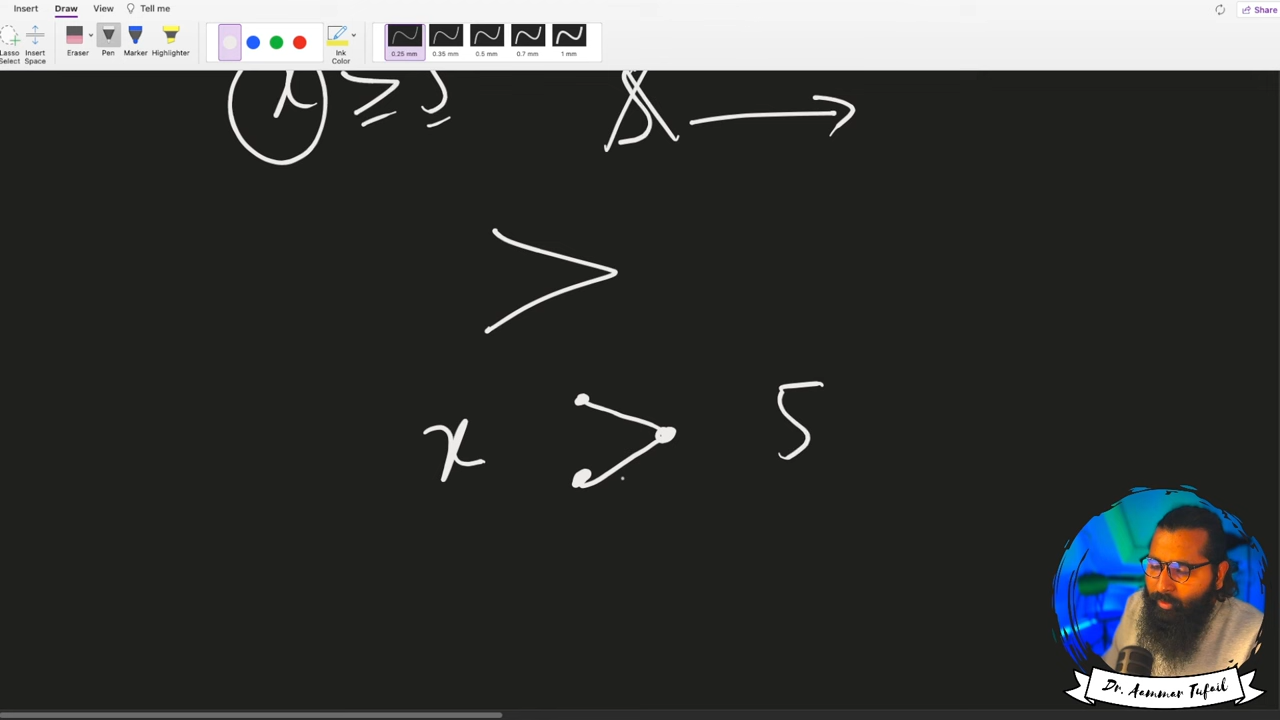 Insert Draw View Tell me Share
Lasso Select Insert Space Eraser Pen Marker Highlighter Ink Color 0.25 mm 0.35 mm 0.5 mm 0.7 mm 1 mm
x ≥
>
x > 5
Dr. Aammar Tufail